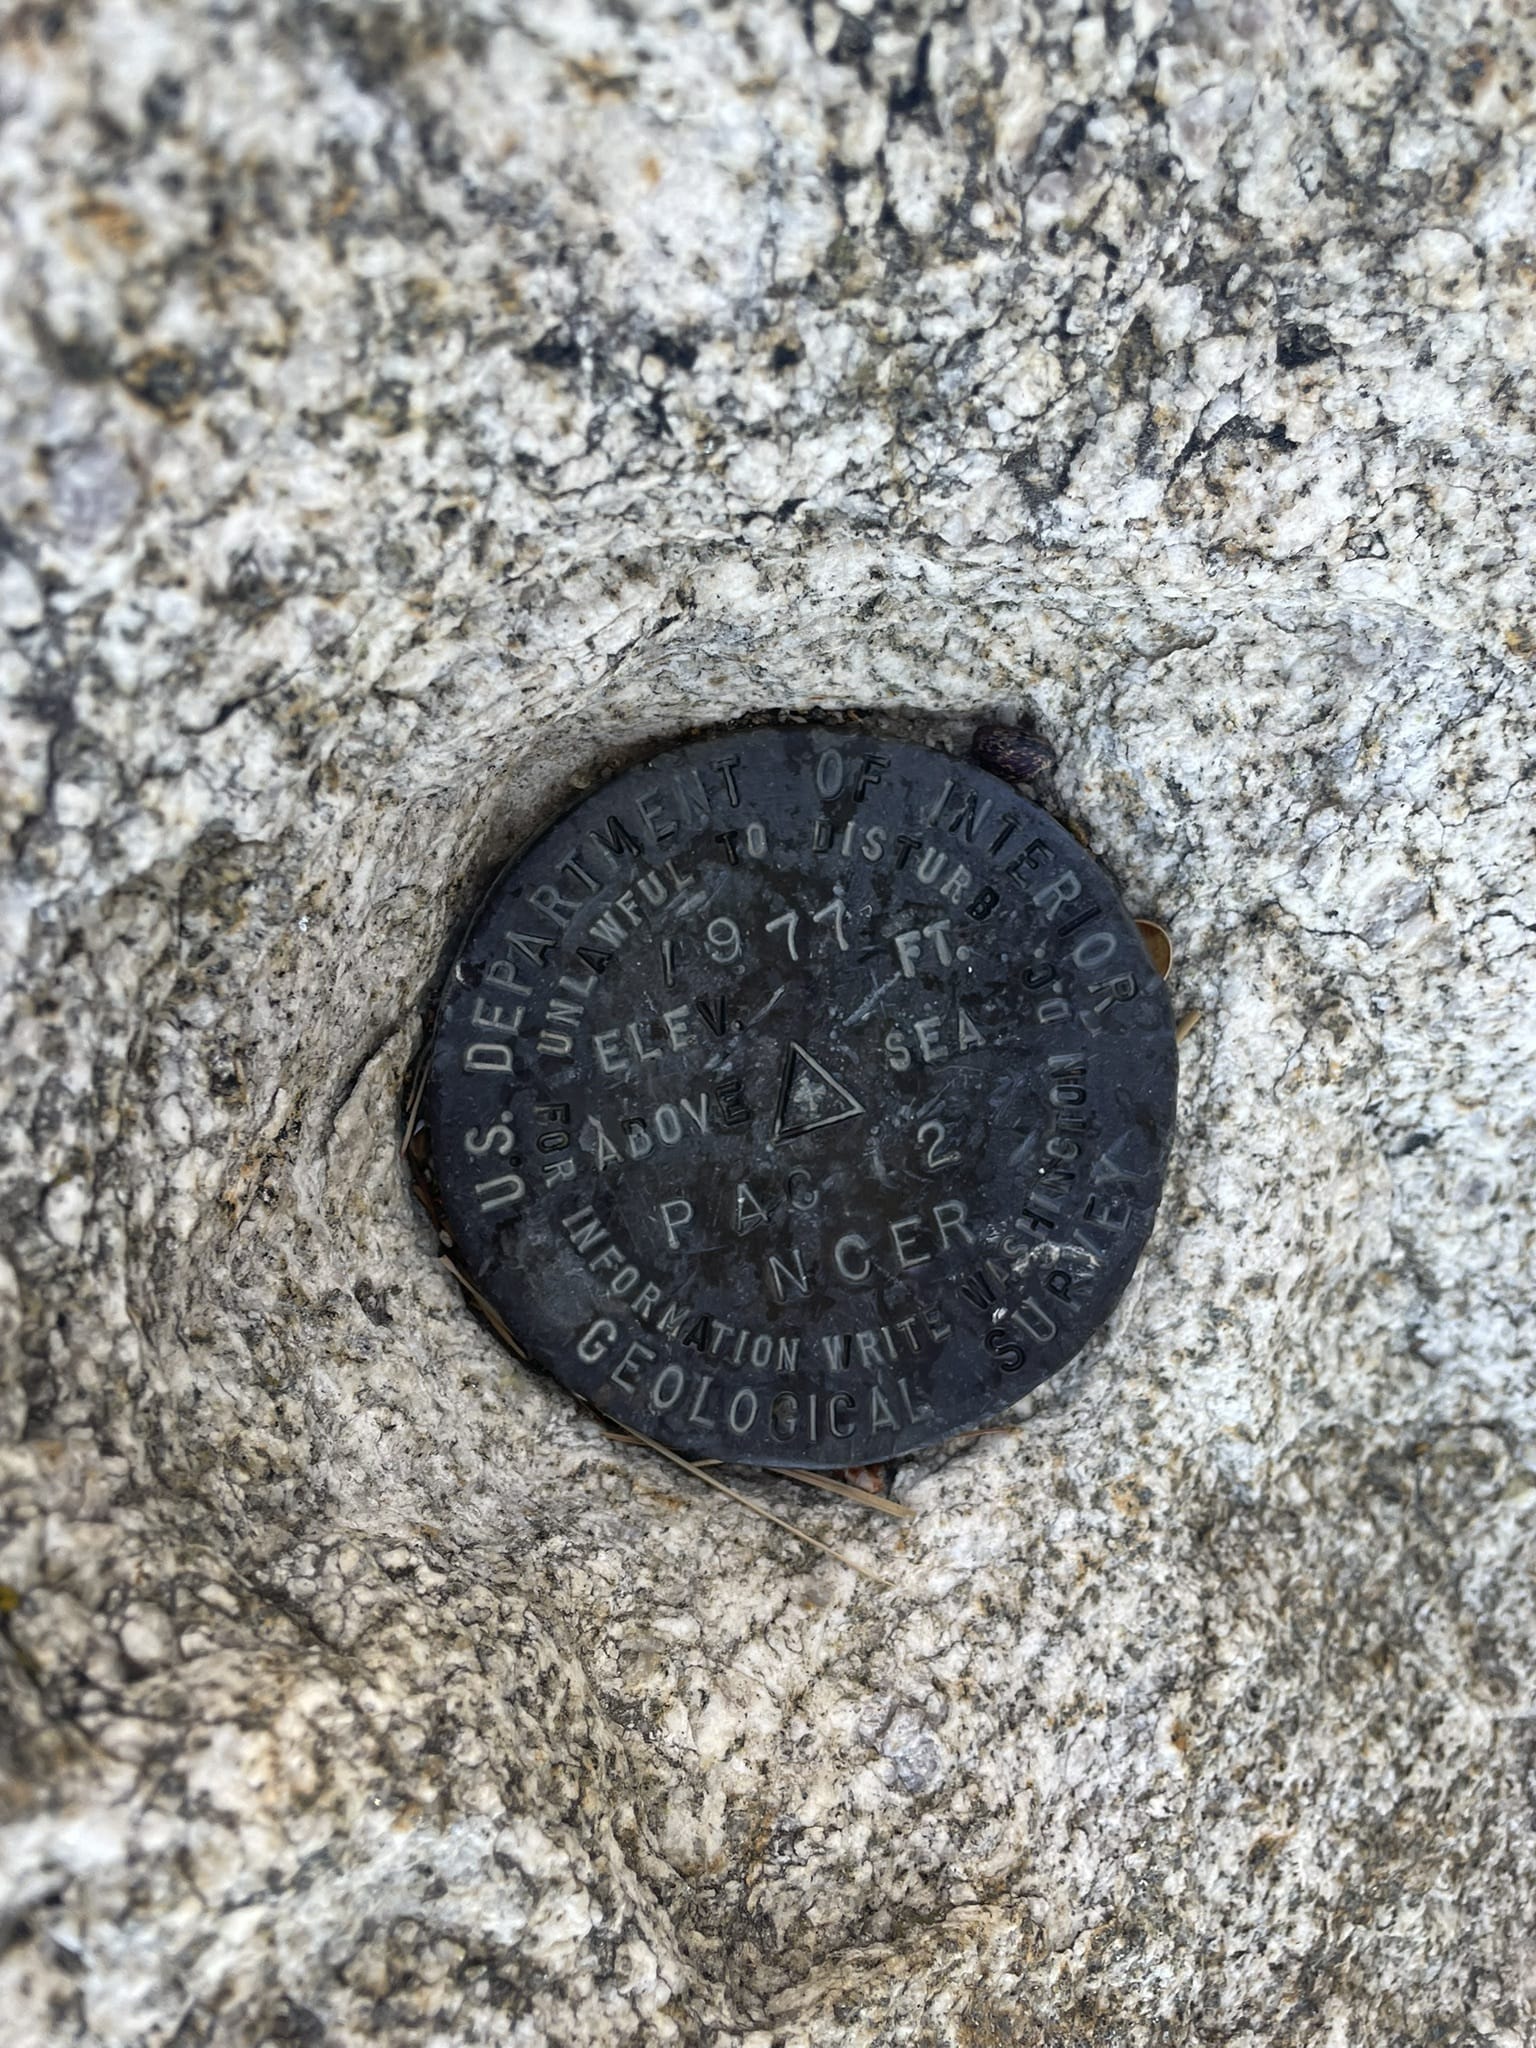 U.S. DEPARTMENT OF INTERIOR
UNLAWFUL TO DISTURB
1977 FT.
ELEV. SEA
ABOVE
PAC 2
NCER
FOR INFORMATION WRITE WASHINGTON D.C.
GEOLOGICAL SURVEY